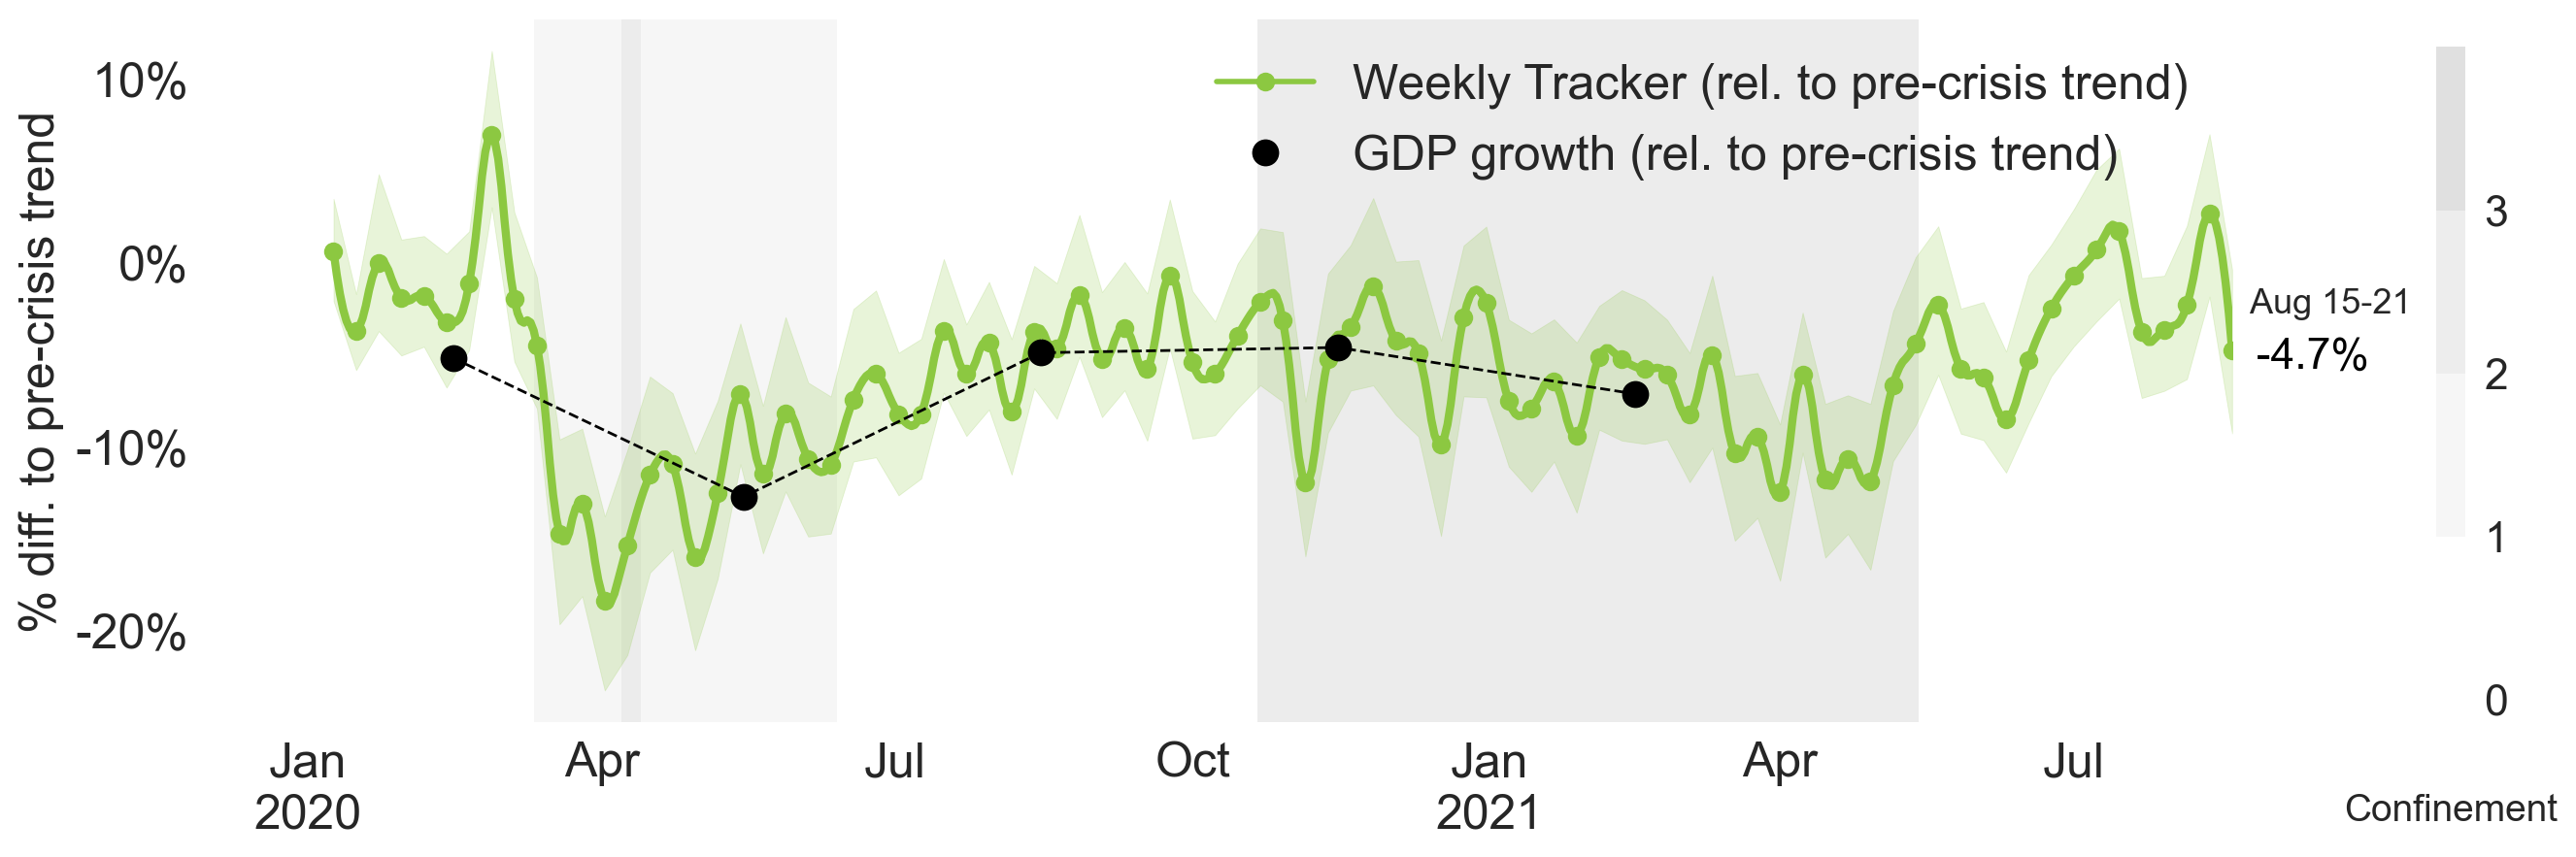 % diff. to pre-crisis trend
10%
0%
-10%
-20%
Weekly Tracker (rel. to pre-crisis trend)
GDP growth (rel. to pre-crisis trend)
Aug 15-21
-4.7%
3
2
1
0
Jan Apr Jul Oct Jan Apr Jul
2020 2021
Confinement